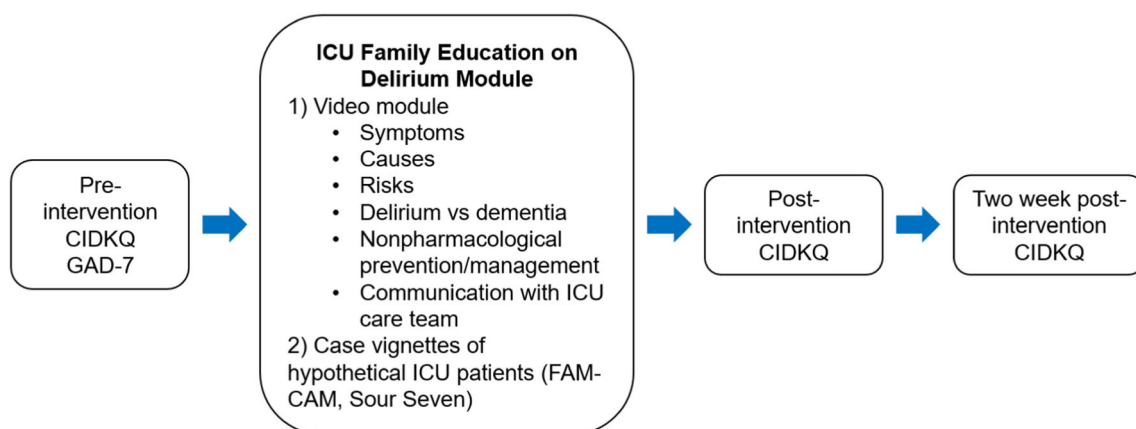 Pre-
intervention
CIDKQ
GAD-7
ICU Family Education on
Delirium Module
1) Video module
• Symptoms
• Causes
• Risks
• Delirium vs dementia
• Nonpharmacological
prevention/management
• Communication with ICU
care team
2) Case vignettes of
hypothetical ICU patients (FAM-
CAM, Sour Seven)
Post-
intervention
CIDKQ
Two week post-
intervention
CIDKQ